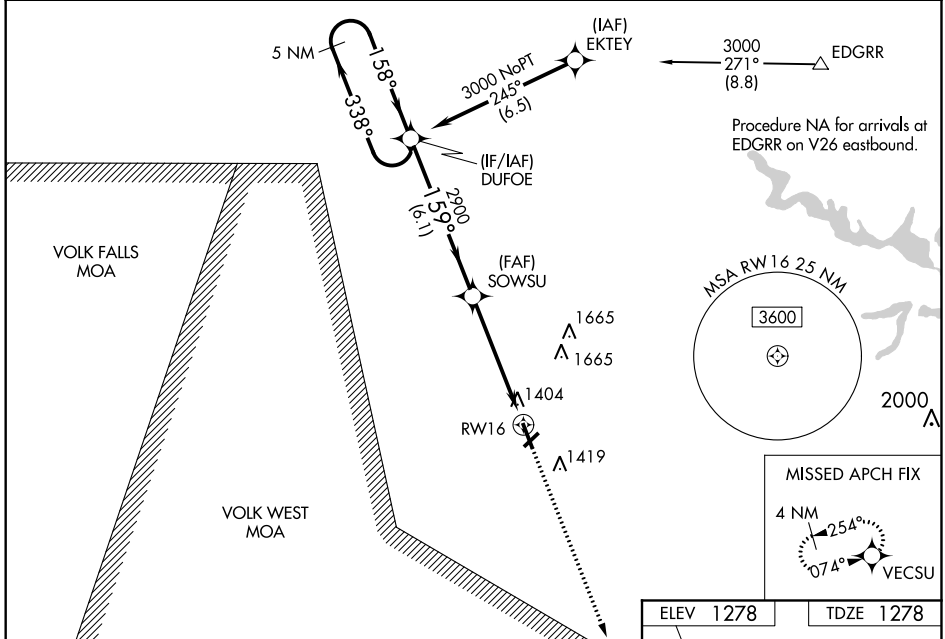 (IAF)
EKTEY
5 NM
158°
338°
3000 NoPT
245°
(6.5)
3000
271°
(8.8)
EDGRR
Procedure NA for arrivals at
EDGRR on V26 eastbound.
(IF/IAF)
DUFOE
2900
159°
(6.1)
VOLK FALLS
MOA
(FAF)
SOWSU
MSA RW16 25 NM
3600
1665
1665
1404
RW16
1419
2000
VOLK WEST
MOA
MISSED APCH FIX
4 NM
254°
074°
VECSU
ELEV 1278
TDZE 1278